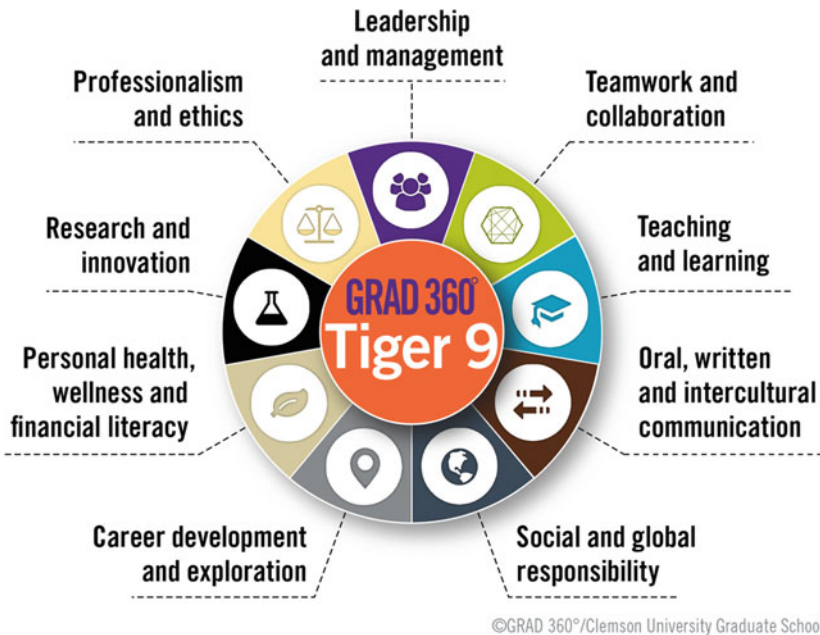 Leadership
and management
Teamwork and
collaboration
Teaching
and learning
Oral, written
and intercultural
communication
Social and global
responsibility
Career development
and exploration
Personal health,
wellness and
financial literacy
Research and
innovation
Professionalism
and ethics
GRAD 360°
Tiger 9
©GRAD 360°/Clemson University Graduate Schoo